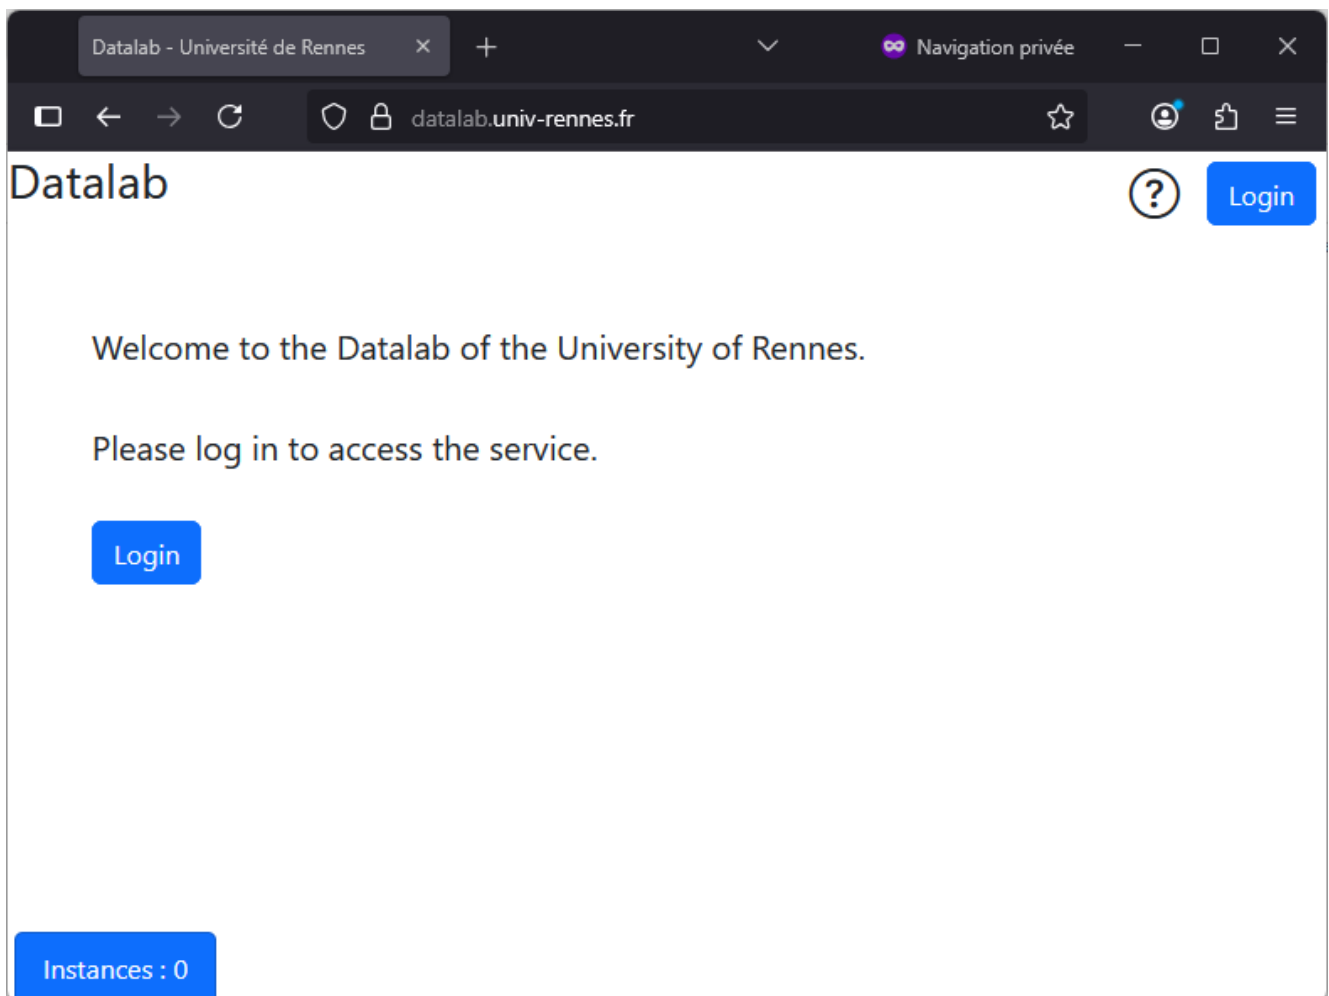 Datalab - Université de Rennes
Navigation privée
datalab.univ-rennes.fr
Datalab
? Login
Welcome to the Datalab of the University of Rennes.
Please log in to access the service.
Login
Instances : 0